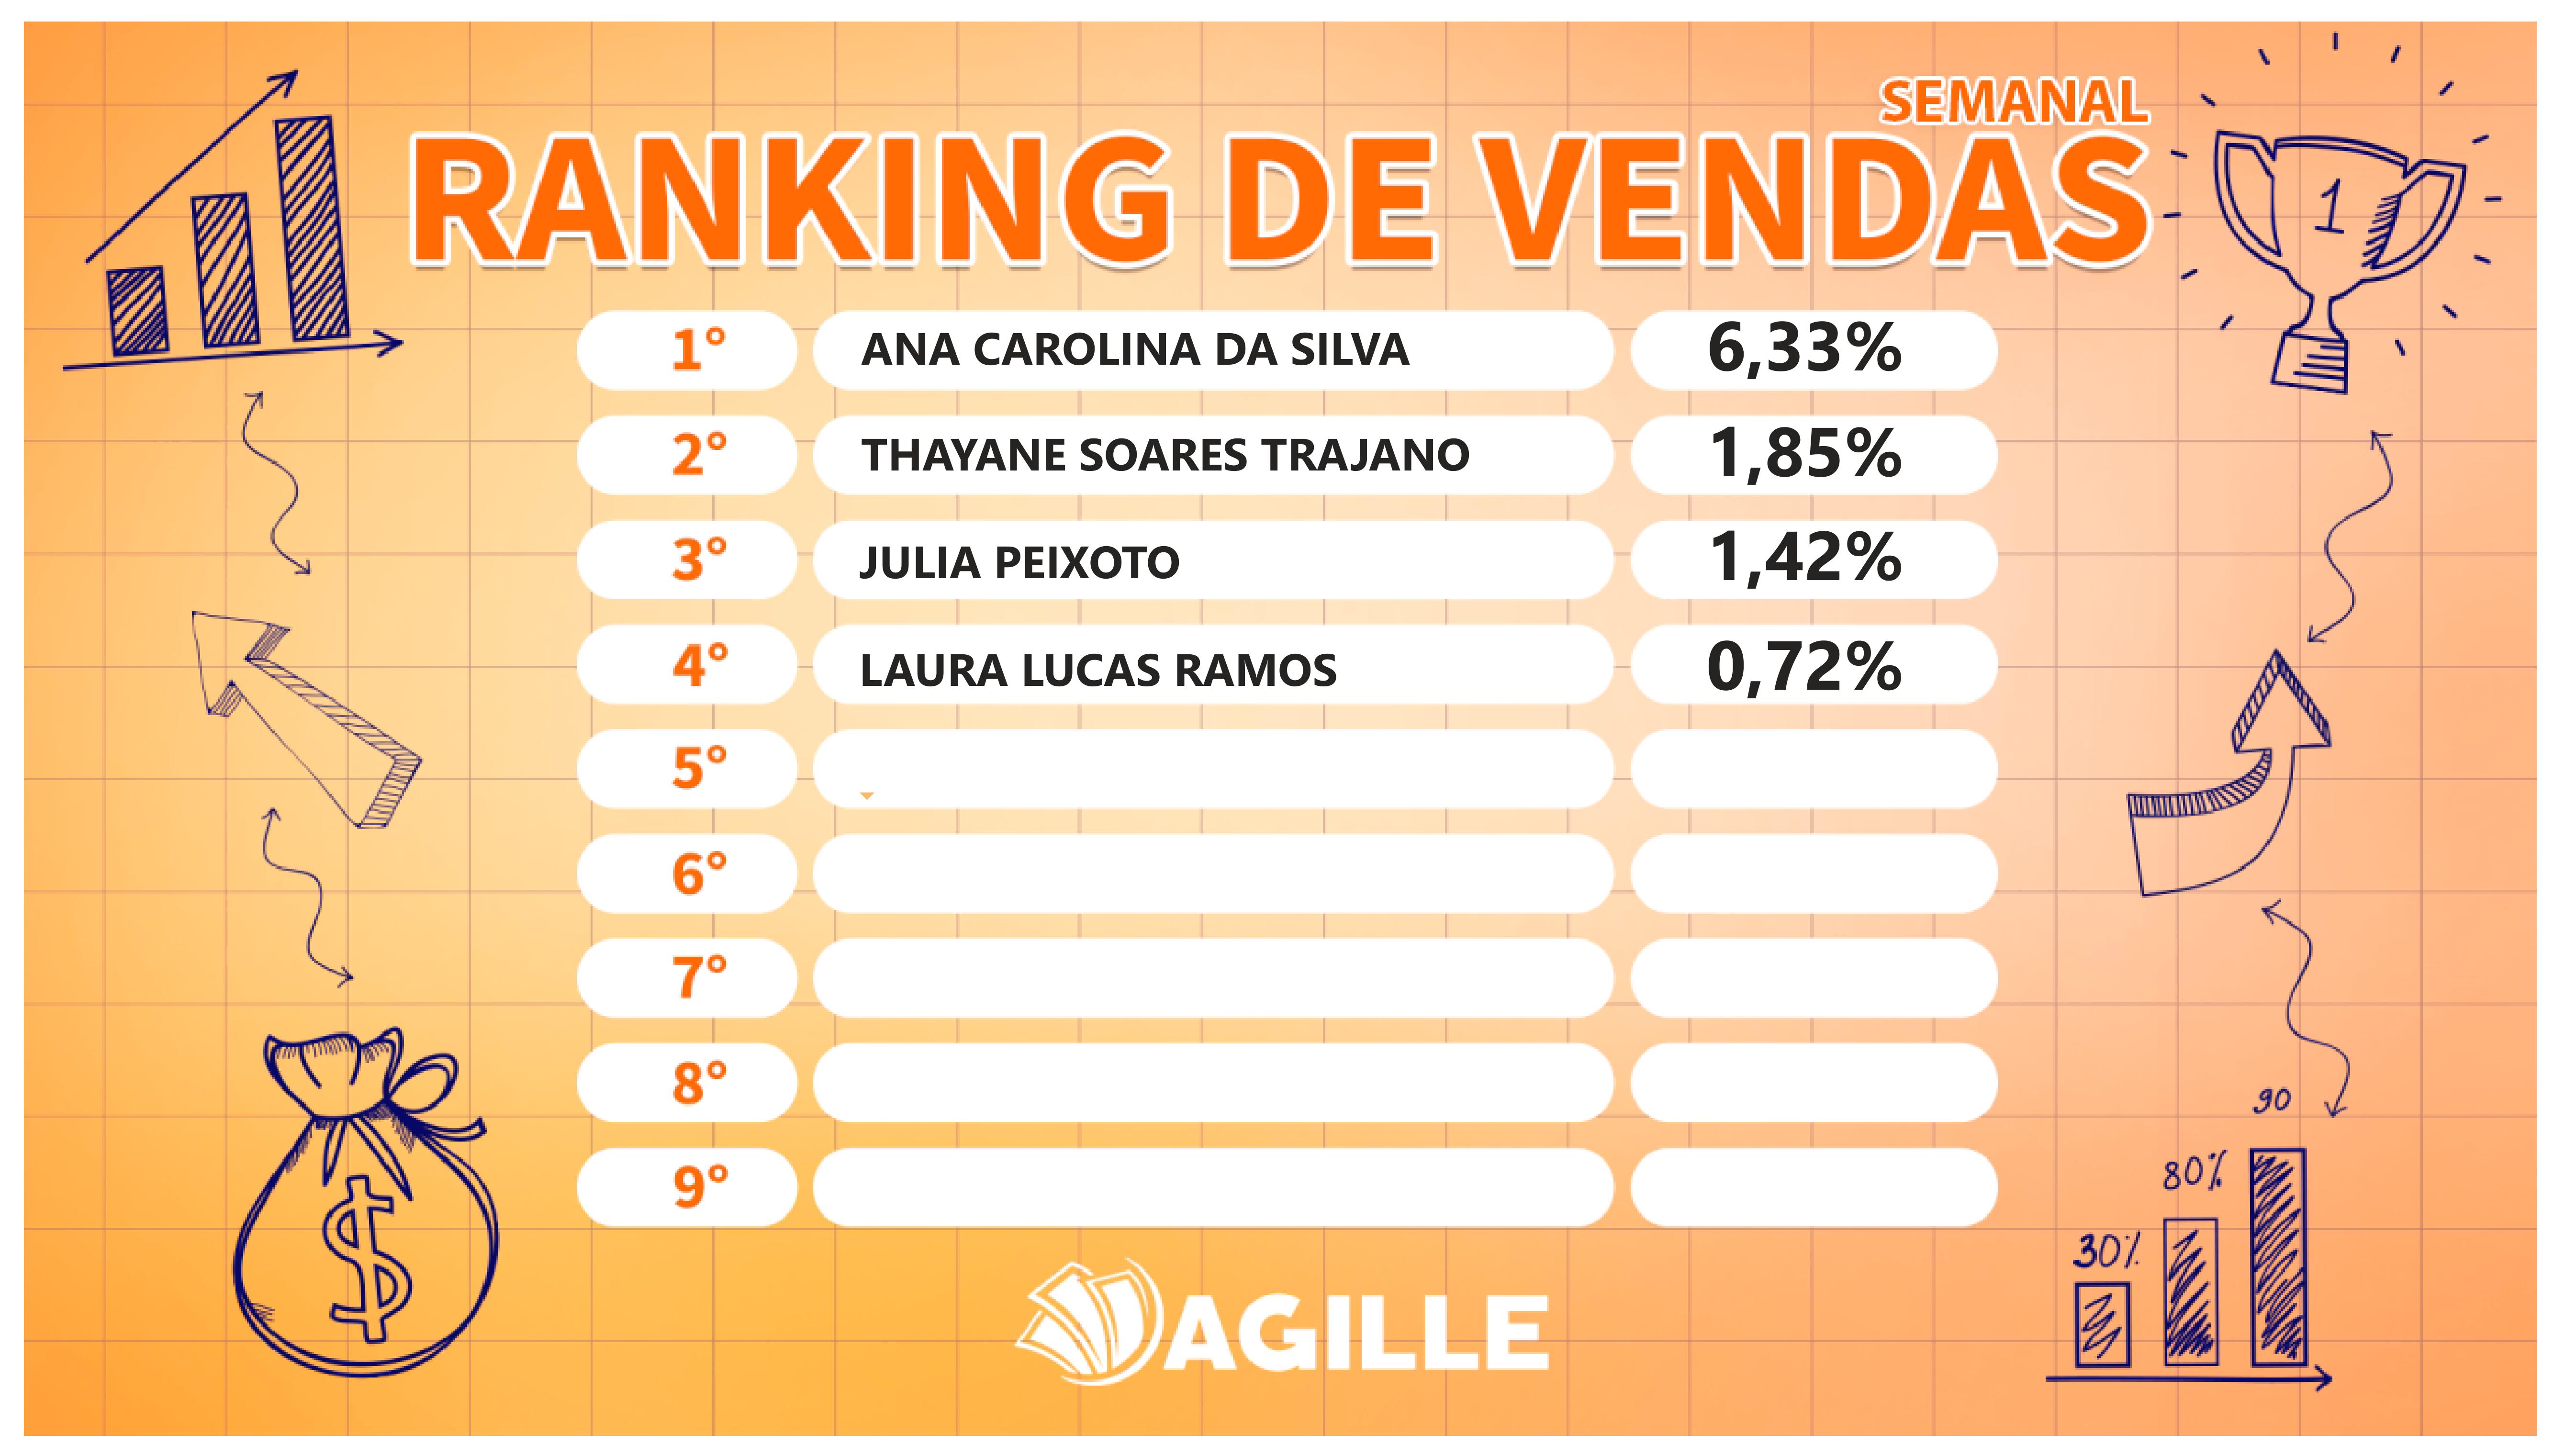 SEMANAL
RANKING DE VENDAS
1
1° ANA CAROLINA DA SILVA 6,33%
2° THAYANE SOARES TRAJANO 1,85%
3° JULIA PEIXOTO 1,42%
4° LAURA LUCAS RAMOS 0,72%
5°
6°
7°
8°
9°
$
30% 80% 90
AGILLE